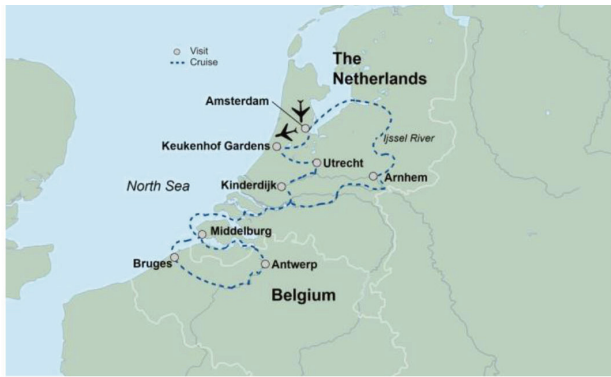 Visit
Cruise
The
Netherlands
Amsterdam
Ijssel River
Keukenhof Gardens
Utrecht
Arnhem
North Sea
Kinderdijk
Middelburg
Bruges
Antwerp
Belgium